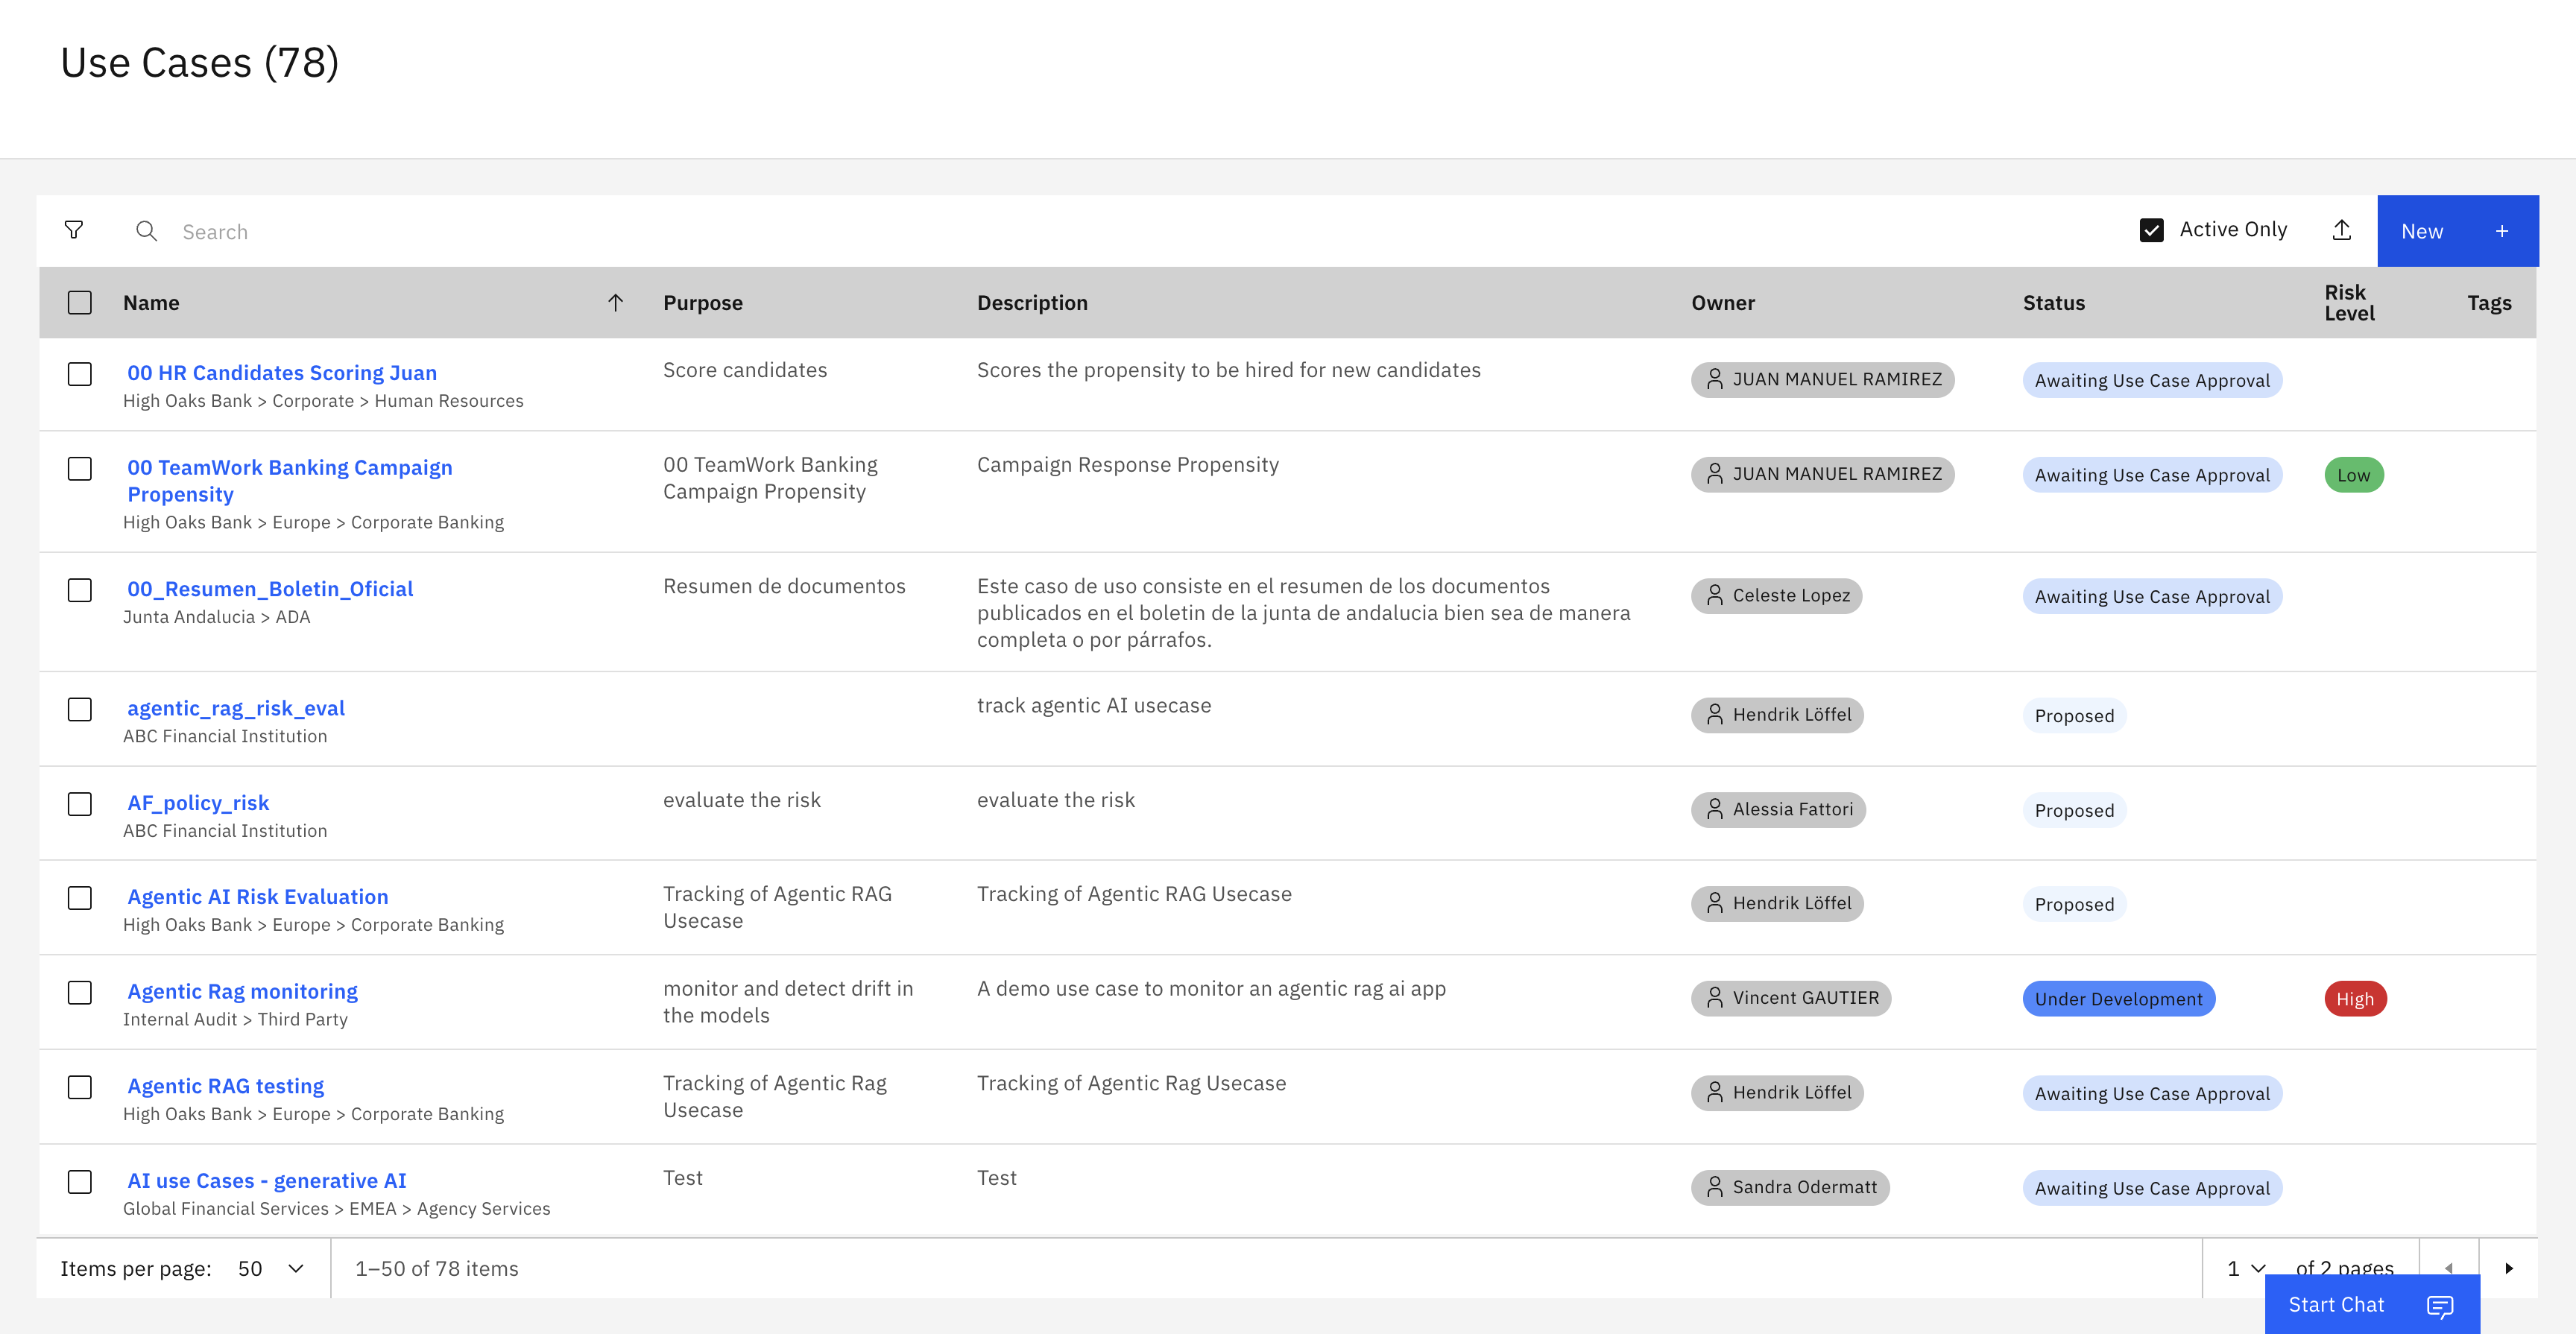 Use Cases (78)
Search
Active Only
New +
Name
Purpose
Description
Owner
Status
Risk
Level
Tags
00 HR Candidates Scoring Juan
High Oaks Bank > Corporate > Human Resources
Score candidates
Scores the propensity to be hired for new candidates
JUAN MANUEL RAMIREZ
Awaiting Use Case Approval
00 TeamWork Banking Campaign
Propensity
High Oaks Bank > Europe > Corporate Banking
00 TeamWork Banking
Campaign Propensity
Campaign Response Propensity
JUAN MANUEL RAMIREZ
Awaiting Use Case Approval
Low
00_Resumen_Boletin_Oficial
Junta Andalucia > ADA
Resumen de documentos
Este caso de uso consiste en el resumen de los documentos
publicados en el boletin de la junta de andalucia bien sea de manera
completa o por párrafos.
Celeste Lopez
Awaiting Use Case Approval
agentic_rag_risk_eval
ABC Financial Institution
track agentic AI usecase
Hendrik Löffel
Proposed
AF_policy_risk
ABC Financial Institution
evaluate the risk
evaluate the risk
Alessia Fattori
Proposed
Agentic AI Risk Evaluation
High Oaks Bank > Europe > Corporate Banking
Tracking of Agentic RAG
Usecase
Tracking of Agentic RAG Usecase
Hendrik Löffel
Proposed
Agentic Rag monitoring
Internal Audit > Third Party
monitor and detect drift in
the models
A demo use case to monitor an agentic rag ai app
Vincent GAUTIER
Under Development
High
Agentic RAG testing
High Oaks Bank > Europe > Corporate Banking
Tracking of Agentic Rag
Usecase
Tracking of Agentic Rag Usecase
Hendrik Löffel
Awaiting Use Case Approval
AI use Cases - generative AI
Global Financial Services > EMEA > Agency Services
Test
Test
Sandra Odermatt
Awaiting Use Case Approval
Items per page: 50
1–50 of 78 items
1
of 2 pages
Start Chat